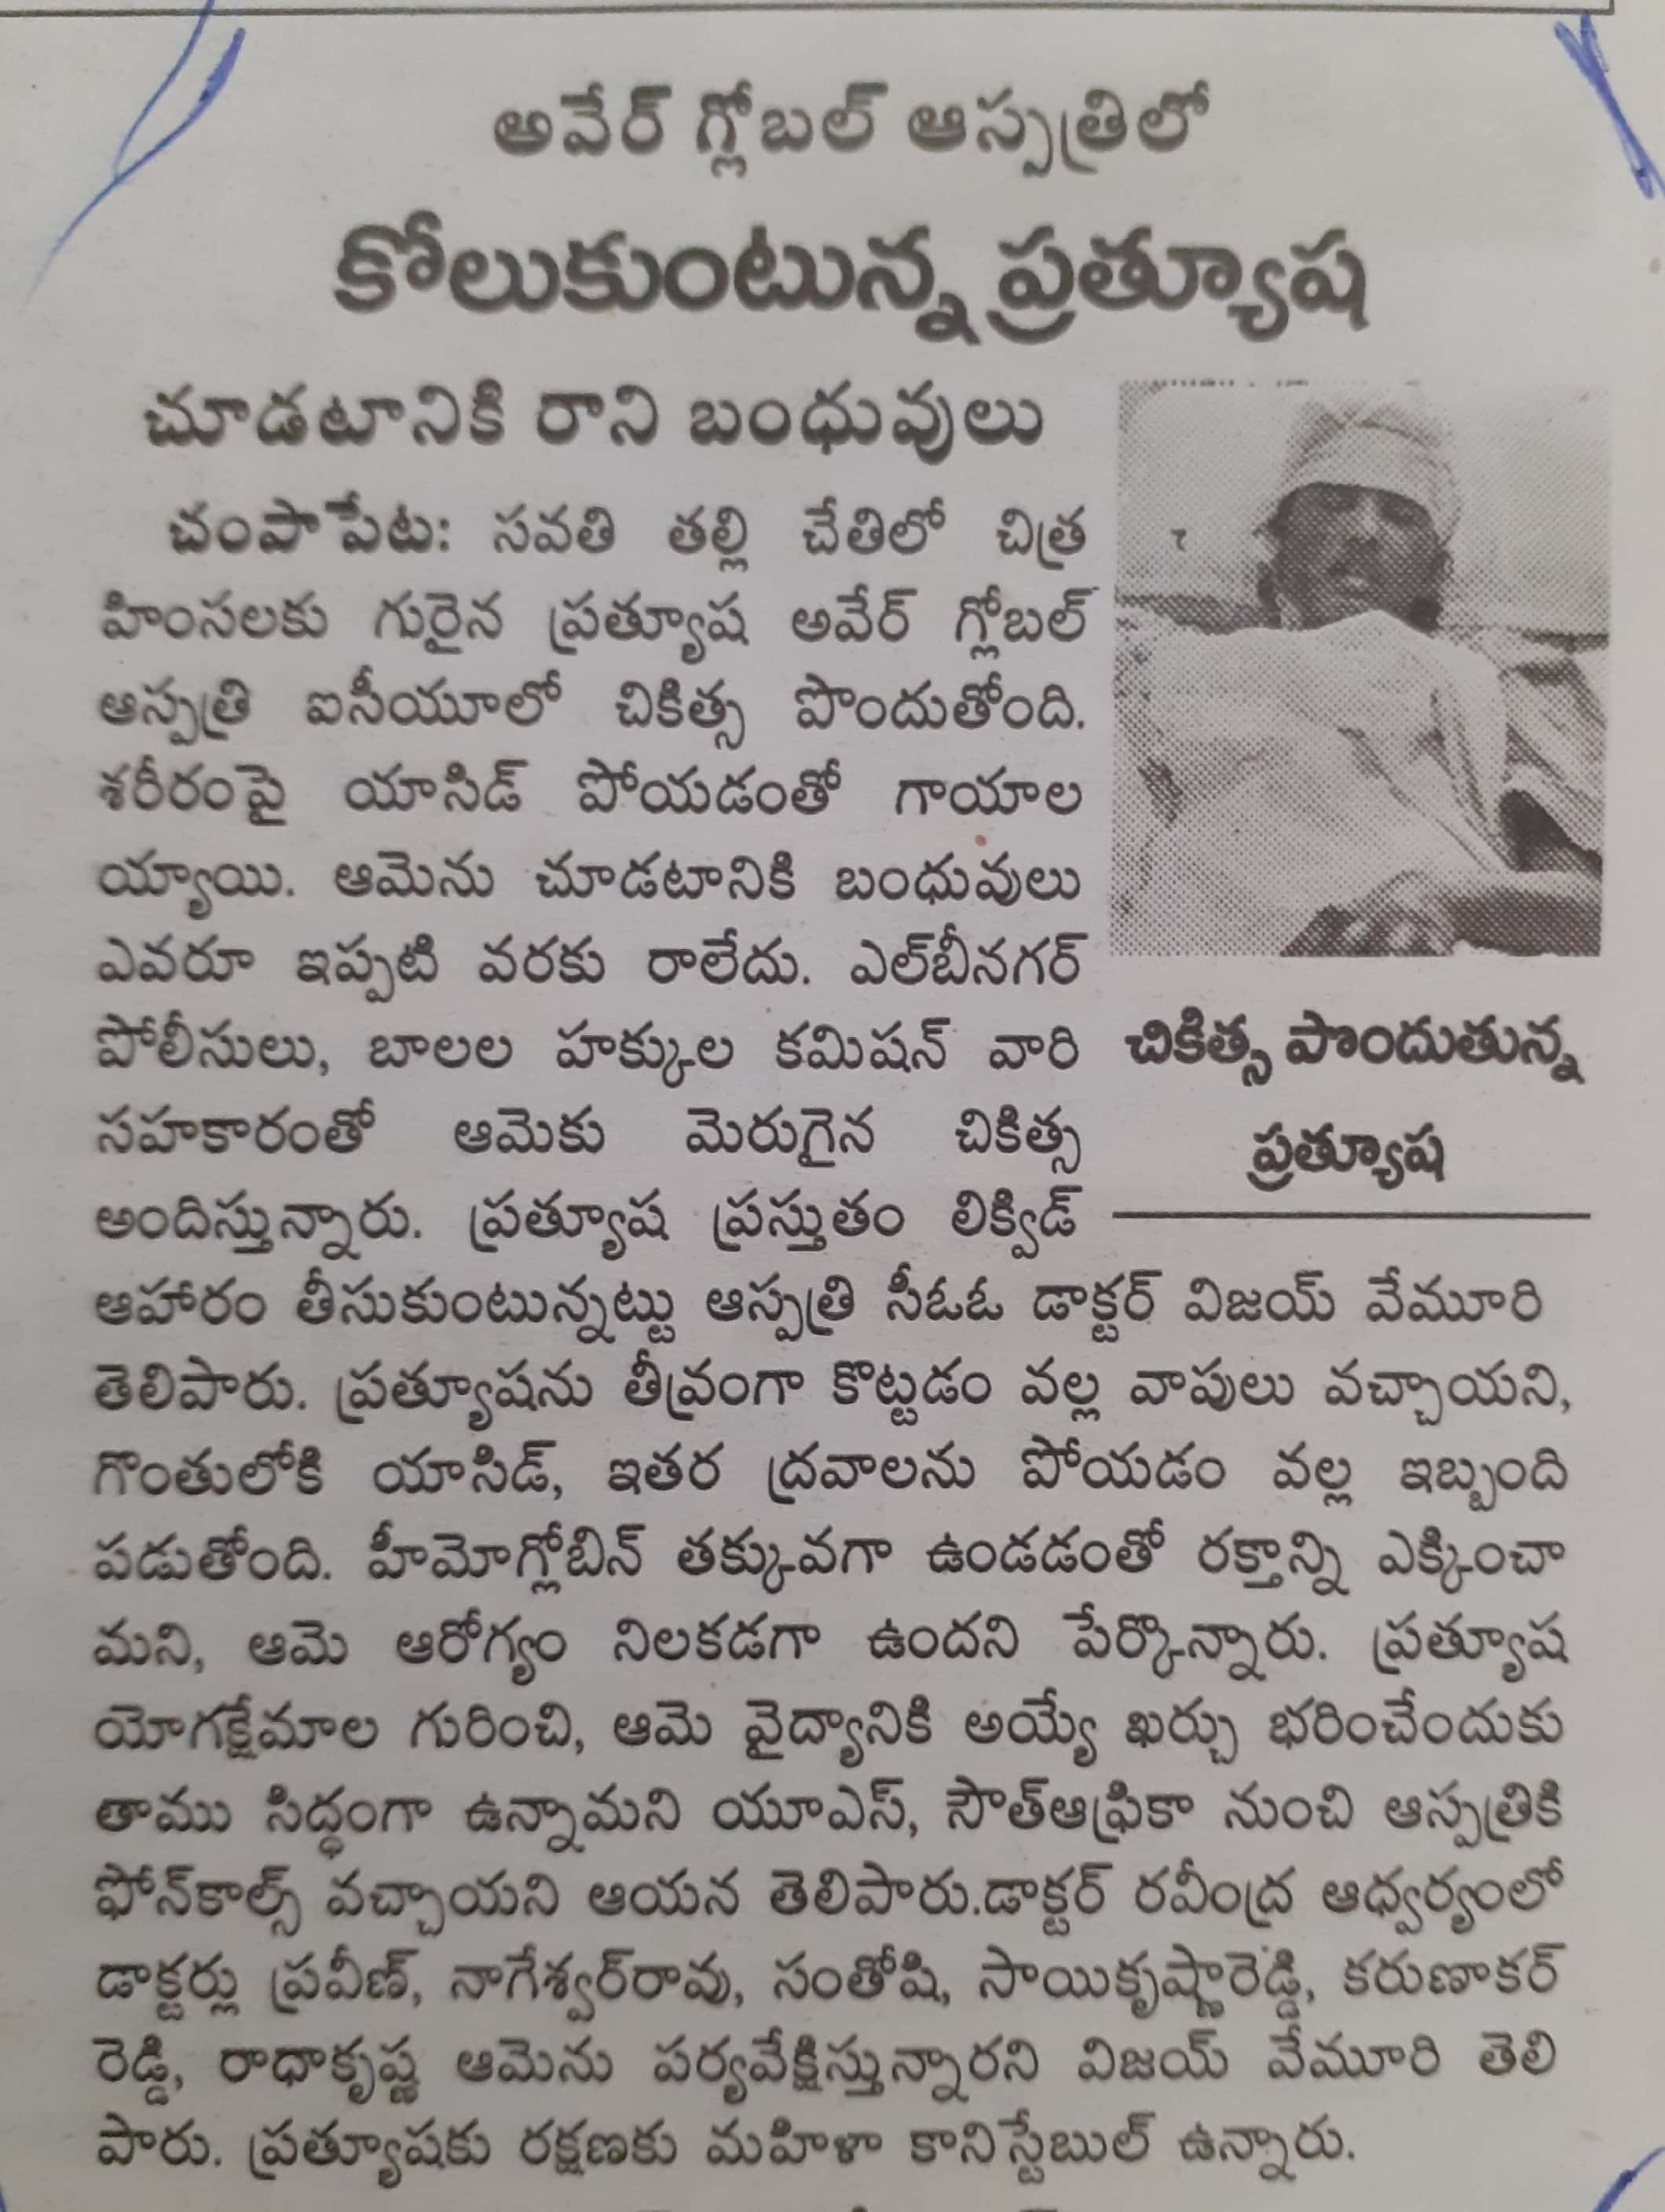 అవేర్ గ్లోబల్ ఆస్పత్రిలో
కోలుకుంటున్న ప్రత్యూష
చూడటానికి రాని బంధువులు
చంపాపేట: సవతి తల్లి చేతిలో చిత్ర
హింసలకు గురైన ప్రత్యూష అవేర్ గ్లోబల్
ఆస్పత్రి ఐసీయూలో చికిత్స పొందుతోంది.
శరీరంపై యాసిడ్ పోయడంతో గాయాల
య్యాయి. ఆమెను చూడటానికి బంధువులు
ఎవరూ ఇప్పటి వరకు రాలేదు. ఎల్‌బీనగర్
పోలీసులు, బాలల హక్కుల కమిషన్ వారి
సహకారంతో ఆమెకు మెరుగైన చికిత్స
అందిస్తున్నారు. ప్రత్యూష ప్రస్తుతం లిక్విడ్
చికిత్స పొందుతున్న
ప్రత్యూష
ఆహారం తీసుకుంటున్నట్టు ఆస్పత్రి సీఓఓ డాక్టర్ విజయ్ వేమూరి
తెలిపారు. ప్రత్యూషను తీవ్రంగా కొట్టడం వల్ల వాపులు వచ్చాయని,
గొంతులోకి యాసిడ్, ఇతర ద్రవాలను పోయడం వల్ల ఇబ్బంది
పడుతోంది. హీమోగ్లోబిన్ తక్కువగా ఉండడంతో రక్తాన్ని ఎక్కించా
మని, ఆమె ఆరోగ్యం నిలకడగా ఉందని పేర్కొన్నారు. ప్రత్యూష
యోగక్షేమాల గురించి, ఆమె వైద్యానికి అయ్యే ఖర్చు భరించేందుకు
తాము సిద్ధంగా ఉన్నామని యూఎస్, సౌత్‌ఆఫ్రికా నుంచి ఆస్పత్రికి
ఫోన్‌కాల్స్ వచ్చాయని ఆయన తెలిపారు.డాక్టర్ రవీంద్ర ఆధ్వర్యంలో
డాక్టర్లు ప్రవీణ్, నాగేశ్వర్‌రావు, సంతోషి, సాయికృష్ణారెడ్డి, కరుణాకర్
రెడ్డి, రాధాకృష్ణ ఆమెను పర్యవేక్షిస్తున్నారని విజయ్ వేమూరి తెలి
పారు. ప్రత్యూషకు రక్షణకు మహిళా కానిస్టేబుల్ ఉన్నారు.